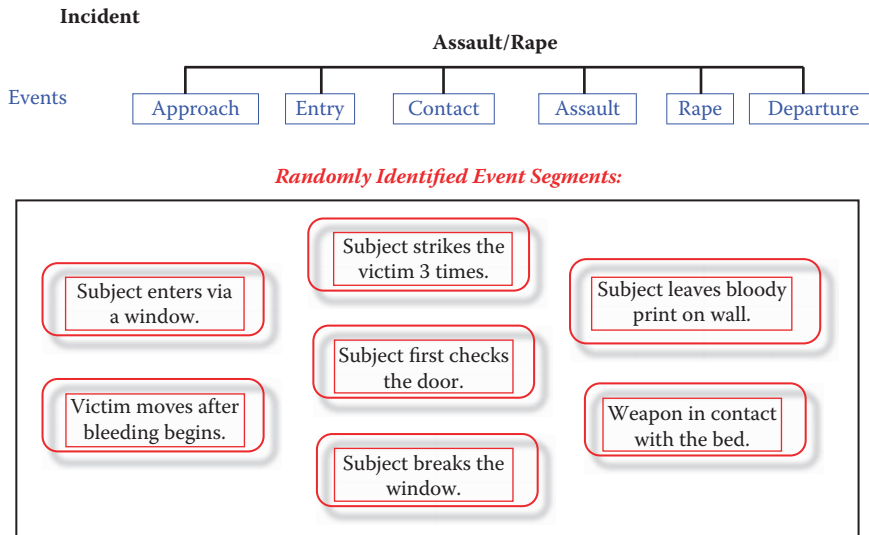 Incident
Assault/Rape
Events
Approach
Entry
Contact
Assault
Rape
Departure
Randomly Identified Event Segments:
Subject strikes the
victim 3 times.
Subject enters via
a window.
Subject leaves bloody
print on wall.
Subject first checks
the door.
Victim moves after
bleeding begins.
Weapon in contact
with the bed.
Subject breaks the
window.